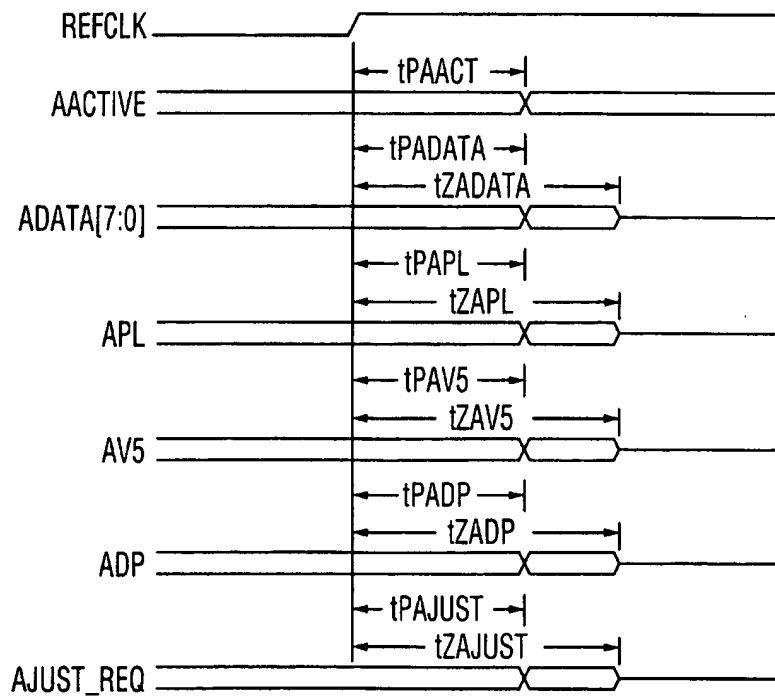 REFCLK
tPAACT
AACTIVE
tPADATA
tZADATA
ADATA[7:0]
tPAPL
tZAPL
APL
tPAV5
tZAV5
AV5
tPADP
tZADP
ADP
tPAJUST
tZAJUST
AJUST_REQ